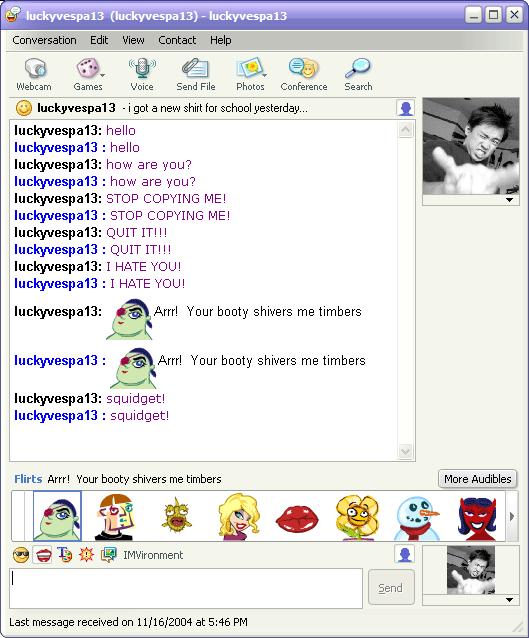 luckyvespa13 (luckyvespa13) - luckyvespa13
Conversation Edit View Contact Help
Webcam Games Voice Send File Photos Conference Search
luckyvespa13 - i got a new shirt for school yesterday...
luckyvespa13: hello
luckyvespa13 : hello
luckyvespa13: how are you?
luckyvespa13 : how are you?
luckyvespa13: STOP COPYING ME!
luckyvespa13 : STOP COPYING ME!
luckyvespa13: QUIT IT!!!
luckyvespa13 : QUIT IT!!!
luckyvespa13: I HATE YOU!
luckyvespa13 : I HATE YOU!
luckyvespa13: Arrr! Your booty shivers me timbers
luckyvespa13 : Arrr! Your booty shivers me timbers
luckyvespa13: squidget!
luckyvespa13 : squidget!
Flirts Arrr! Your booty shivers me timbers More Audibles
IMVironment
Send
Last message received on 11/16/2004 at 5:46 PM